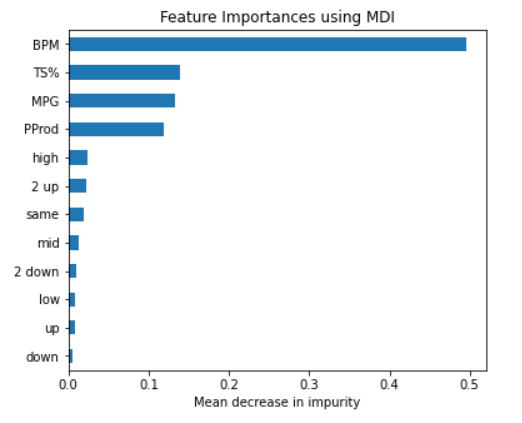 Feature Importances using MDI
BPM
TS%
MPG
PProd
high
2 up
same
mid
2 down
low
up
down
0.0 0.1 0.2 0.3 0.4 0.5
Mean decrease in impurity